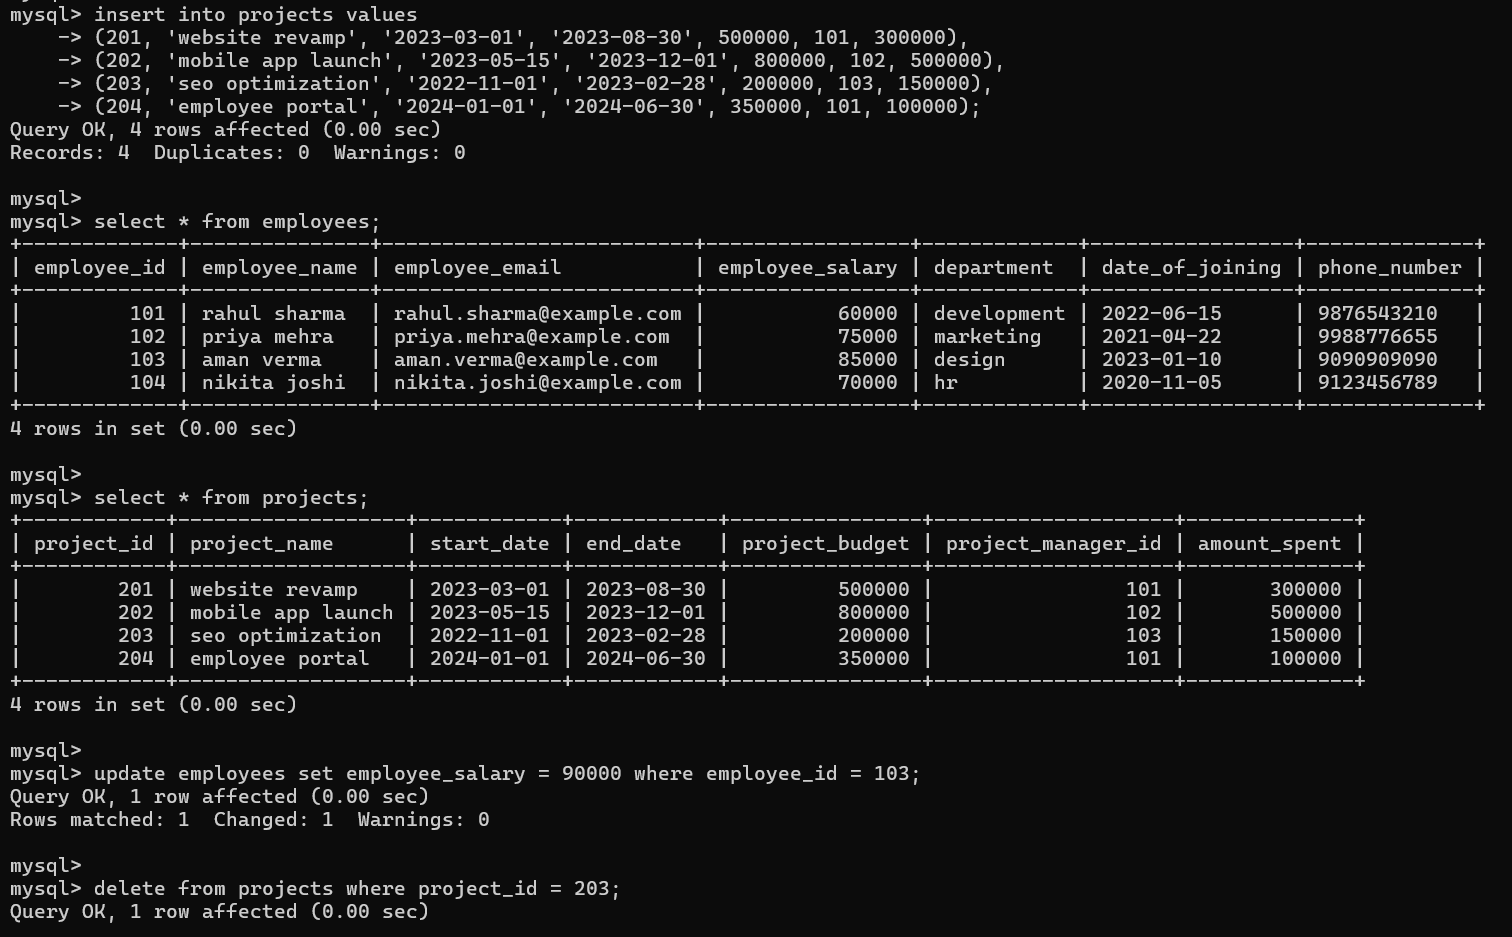 mysql> insert into projects values
    -> (201, 'website revamp', '2023-03-01', '2023-08-30', 500000, 101, 300000),
    -> (202, 'mobile app launch', '2023-05-15', '2023-12-01', 800000, 102, 500000),
    -> (203, 'seo optimization', '2022-11-01', '2023-02-28', 200000, 103, 150000),
    -> (204, 'employee portal', '2024-01-01', '2024-06-30', 350000, 101, 100000);
Query OK, 4 rows affected (0.00 sec)
Records: 4  Duplicates: 0  Warnings: 0

mysql>
mysql> select * from employees;
+-------------+---------------+--------------------------+-----------------+-------------+-----------------+--------------+
| employee_id | employee_name | employee_email           | employee_salary | department  | date_of_joining | phone_number |
+-------------+---------------+--------------------------+-----------------+-------------+-----------------+--------------+
|         101 | rahul sharma  | rahul.sharma@example.com |           60000 | development | 2022-06-15      | 9876543210   |
|         102 | priya mehra   | priya.mehra@example.com  |           75000 | marketing   | 2021-04-22      | 9988776655   |
|         103 | aman verma    | aman.verma@example.com   |           85000 | design      | 2023-01-10      | 9090909090   |
|         104 | nikita joshi  | nikita.joshi@example.com |           70000 | hr          | 2020-11-05      | 9123456789   |
+-------------+---------------+--------------------------+-----------------+-------------+-----------------+--------------+
4 rows in set (0.00 sec)

mysql>
mysql> select * from projects;
+------------+-------------------+------------+------------+----------------+--------------------+--------------+
| project_id | project_name      | start_date | end_date   | project_budget | project_manager_id | amount_spent |
+------------+-------------------+------------+------------+----------------+--------------------+--------------+
|        201 | website revamp    | 2023-03-01 | 2023-08-30 |         500000 |                101 |       300000 |
|        202 | mobile app launch | 2023-05-15 | 2023-12-01 |         800000 |                102 |       500000 |
|        203 | seo optimization  | 2022-11-01 | 2023-02-28 |         200000 |                103 |       150000 |
|        204 | employee portal   | 2024-01-01 | 2024-06-30 |         350000 |                101 |       100000 |
+------------+-------------------+------------+------------+----------------+--------------------+--------------+
4 rows in set (0.00 sec)

mysql>
mysql> update employees set employee_salary = 90000 where employee_id = 103;
Query OK, 1 row affected (0.00 sec)
Rows matched: 1  Changed: 1  Warnings: 0

mysql>
mysql> delete from projects where project_id = 203;
Query OK, 1 row affected (0.00 sec)